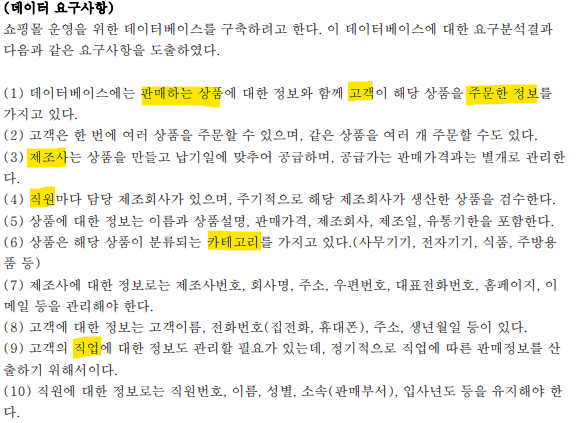 (데이터 요구사항)
쇼핑몰 운영을 위한 데이터베이스를 구축하려고 한다. 이 데이터베이스에 대한 요구분석결과
다음과 같은 요구사항을 도출하였다.
(1) 데이터베이스에는 판매하는 상품에 대한 정보와 함께 고객이 해당 상품을 주문한 정보를
가지고 있다.
(2) 고객은 한 번에 여러 상품을 주문할 수 있으며, 같은 상품을 여러 개 주문할 수도 있다.
(3) 제조사는 상품을 만들고 납기일에 맞추어 공급하며, 공급가는 판매가격과는 별개로 관리한
다.
(4) 직원마다 담당 제조회사가 있으며, 주기적으로 해당 제조회사가 생산한 상품을 검수한다.
(5) 상품에 대한 정보는 이름과 상품설명, 판매가격, 제조회사, 제조일, 유통기한을 포함한다.
(6) 상품은 해당 상품이 분류되는 카테고리를 가지고 있다.(사무기기, 전자기기, 식품, 주방용
품 등)
(7) 제조사에 대한 정보로는 제조사번호, 회사명, 주소, 우편번호, 대표전화번호, 홈페이지, 이
메일 등을 관리해야 한다.
(8) 고객에 대한 정보는 고객이름, 전화번호(집전화, 휴대폰), 주소, 생년월일 등이 있다.
(9) 고객의 직업에 대한 정보도 관리할 필요가 있는데, 정기적으로 직업에 따른 판매정보를 산
출하기 위해서이다.
(10) 직원에 대한 정보로는 직원번호, 이름, 성별, 소속(판매부서), 입사년도 등을 유지해야 한
다.